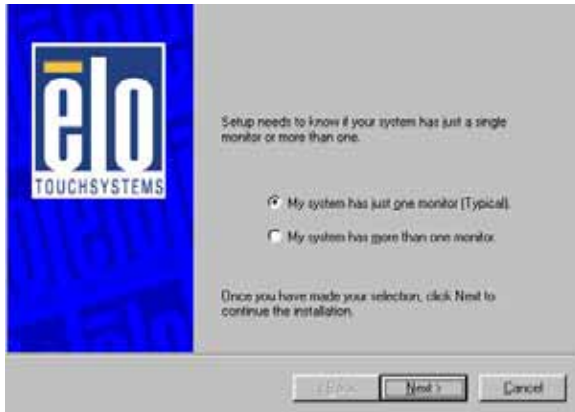 ēlo
TOUCHSYSTEMS
Setup needs to know if your system has just a single
monitor or more than one.
My system has just one monitor (Typical).
My system has more than one monitor.
Once you have made your selection, click Next to
continue the installation.
< Back
Next >
Cancel